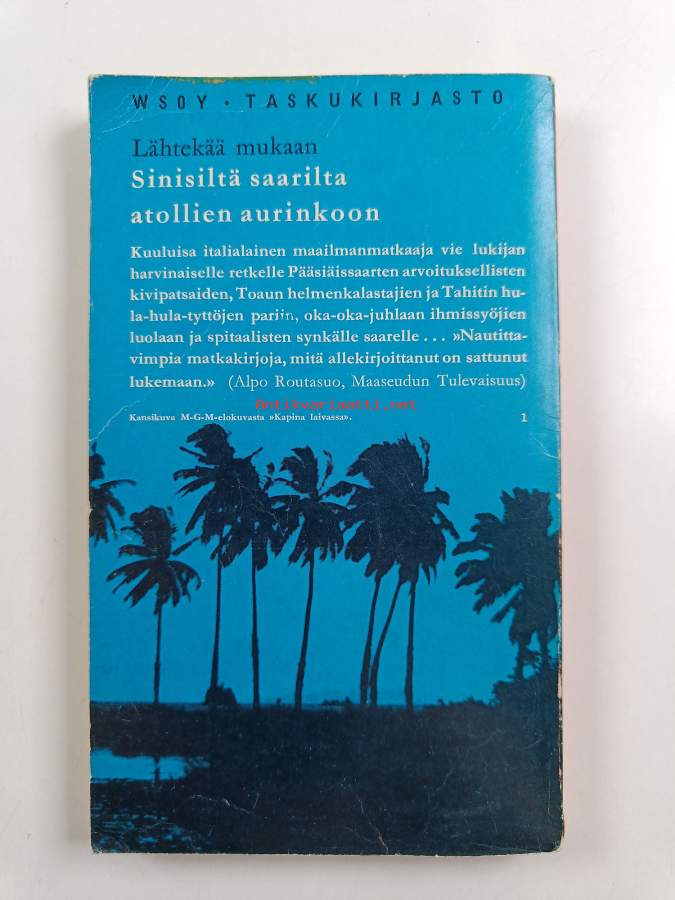 WSOY • TASKUKIRJASTO
Lähtekää mukaan
Sinisiltä saarilta
atollien aurinkoon
Kuuluisa italialainen maailmanmatkaaja vie lukijan
harvinaiselle retkelle Pääsiäissaarten arvoituksellisten
kivipatsaiden, Toaun helmenkalastajien ja Tahitin hu-
la-hula-tyttöjen pariin, oka-oka-juhlaan ihmissyöjien
luolaan ja spitaalisten synkälle saarelle . . . »Nautitta-
vimpia matkakirjoja, mitä allekirjoittanut on sattunut
lukemaan.» (Alpo Routasuo, Maaseudun Tulevaisuus)
Antikvariaatti.net
Kansikuva M-G-M-elokuvasta »Kapina laivassa». 1